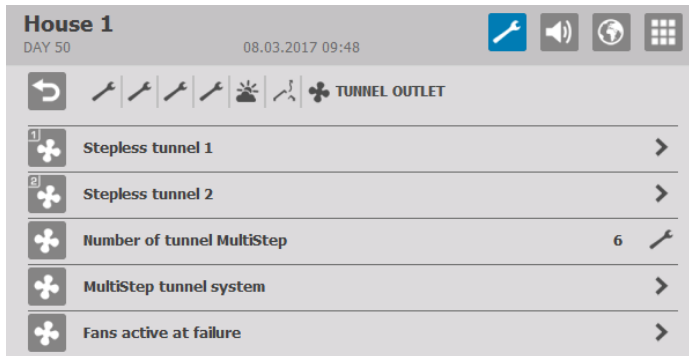 House 1
DAY 50 08.03.2017 09:48
TUNNEL OUTLET
1 Stepless tunnel 1
2 Stepless tunnel 2
Number of tunnel MultiStep 6
MultiStep tunnel system
Fans active at failure